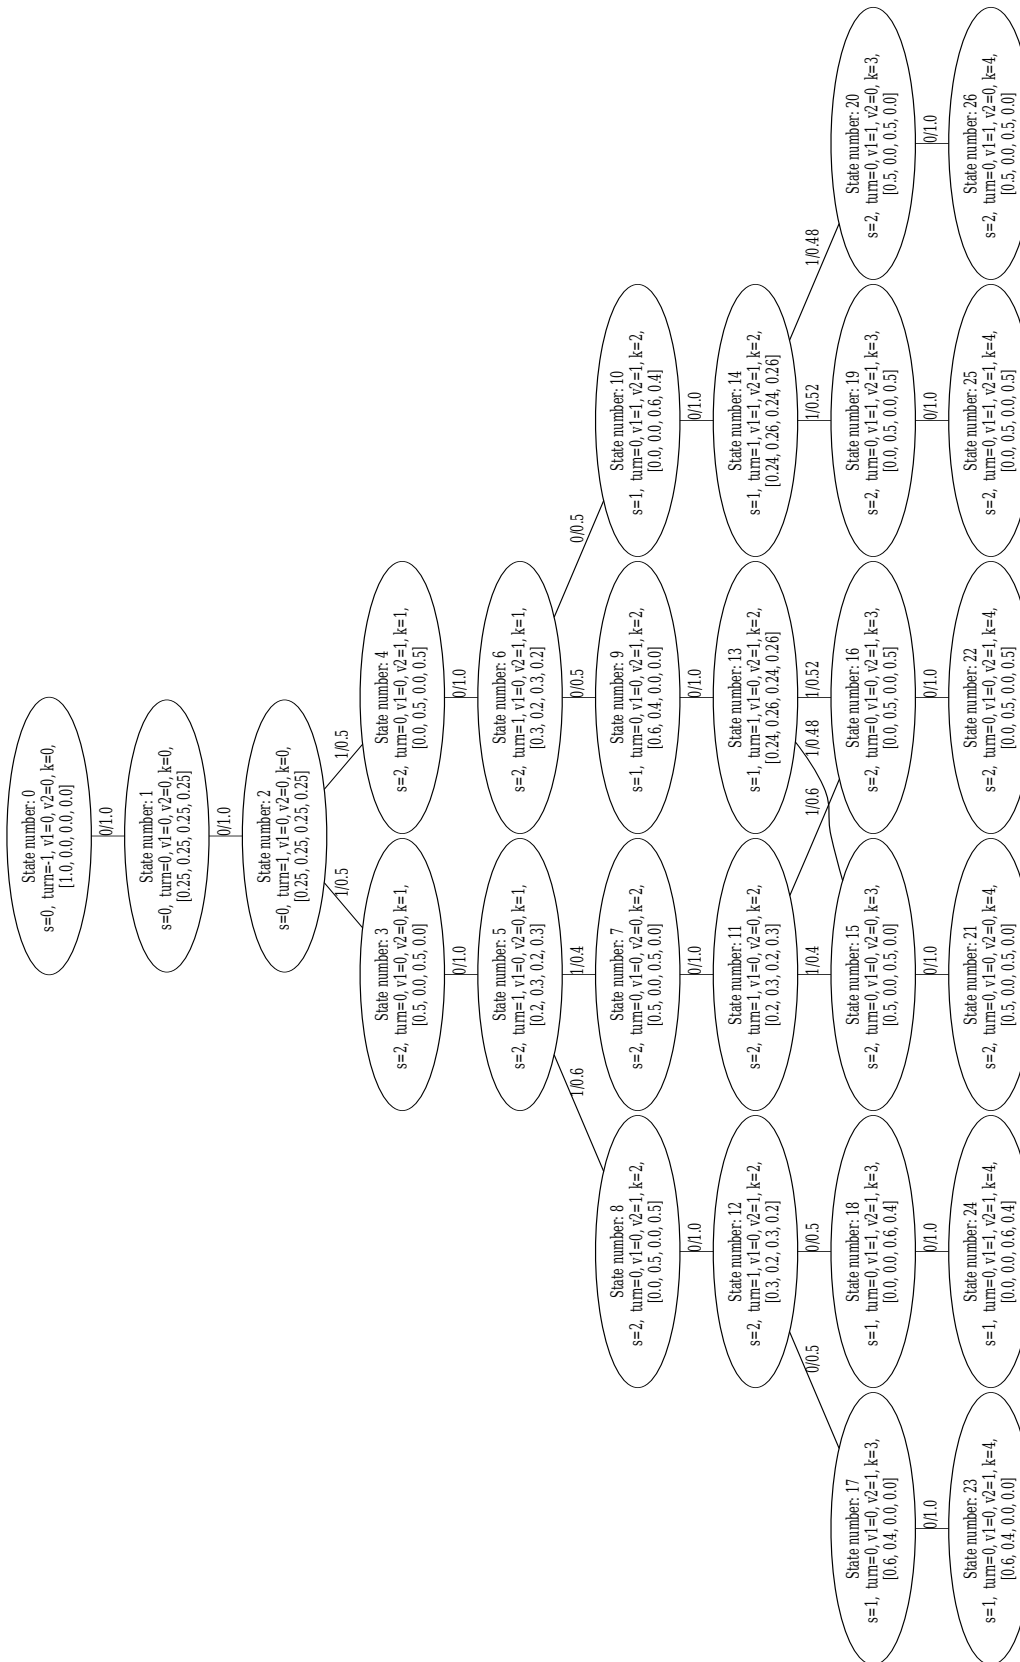 State number: 0
s=0, turn=-1, v1=0, v2=0, k=0,
[1.0, 0.0, 0.0, 0.0]
0/1.0
State number: 1
s=0, turn=0, v1=0, v2=0, k=0,
[0.25, 0.25, 0.25, 0.25]
0/1.0
State number: 2
s=0, turn=1, v1=0, v2=0, k=0,
[0.25, 0.25, 0.25, 0.25]
1/0.5
1/0.5
State number: 3
s=2, turn=0, v1=0, v2=0, k=1,
[0.5, 0.0, 0.5, 0.0]
State number: 4
s=2, turn=0, v1=0, v2=1, k=1,
[0.0, 0.5, 0.0, 0.5]
0/1.0
0/1.0
State number: 5
s=2, turn=1, v1=0, v2=0, k=1,
[0.2, 0.3, 0.2, 0.3]
State number: 6
s=2, turn=1, v1=0, v2=1, k=1,
[0.3, 0.2, 0.3, 0.2]
1/0.6
1/0.4
0/0.5
0/0.5
State number: 8
s=2, turn=0, v1=0, v2=1, k=2,
[0.0, 0.5, 0.0, 0.5]
State number: 7
s=2, turn=0, v1=0, v2=0, k=2,
[0.5, 0.0, 0.5, 0.0]
State number: 9
s=1, turn=0, v1=0, v2=1, k=2,
[0.6, 0.4, 0.0, 0.0]
State number: 10
s=1, turn=0, v1=1, v2=1, k=2,
[0.0, 0.0, 0.6, 0.4]
0/1.0
0/1.0
0/1.0
0/1.0
State number: 12
s=2, turn=1, v1=0, v2=1, k=2,
[0.3, 0.2, 0.3, 0.2]
State number: 11
s=2, turn=1, v1=0, v2=0, k=2,
[0.2, 0.3, 0.2, 0.3]
State number: 13
s=1, turn=1, v1=0, v2=1, k=2,
[0.24, 0.26, 0.24, 0.26]
State number: 14
s=1, turn=1, v1=1, v2=1, k=2,
[0.24, 0.26, 0.24, 0.26]
0/0.5
0/0.5
1/0.4
1/0.6
1/0.48
1/0.52
1/0.52
1/0.48
State number: 17
s=1, turn=0, v1=0, v2=1, k=3,
[0.6, 0.4, 0.0, 0.0]
State number: 18
s=1, turn=0, v1=1, v2=1, k=3,
[0.0, 0.0, 0.6, 0.4]
State number: 15
s=2, turn=0, v1=0, v2=0, k=3,
[0.5, 0.0, 0.5, 0.0]
State number: 16
s=2, turn=0, v1=0, v2=1, k=3,
[0.0, 0.5, 0.0, 0.5]
State number: 19
s=2, turn=0, v1=1, v2=1, k=3,
[0.0, 0.5, 0.0, 0.5]
State number: 20
s=2, turn=0, v1=1, v2=0, k=3,
[0.5, 0.0, 0.5, 0.0]
0/1.0
0/1.0
0/1.0
0/1.0
0/1.0
0/1.0
State number: 23
s=1, turn=0, v1=0, v2=1, k=4,
[0.6, 0.4, 0.0, 0.0]
State number: 24
s=1, turn=0, v1=1, v2=1, k=4,
[0.0, 0.0, 0.6, 0.4]
State number: 21
s=2, turn=0, v1=0, v2=0, k=4,
[0.5, 0.0, 0.5, 0.0]
State number: 22
s=2, turn=0, v1=0, v2=1, k=4,
[0.0, 0.5, 0.0, 0.5]
State number: 25
s=2, turn=0, v1=1, v2=1, k=4,
[0.0, 0.5, 0.0, 0.5]
State number: 26
s=2, turn=0, v1=1, v2=0, k=4,
[0.5, 0.0, 0.5, 0.0]